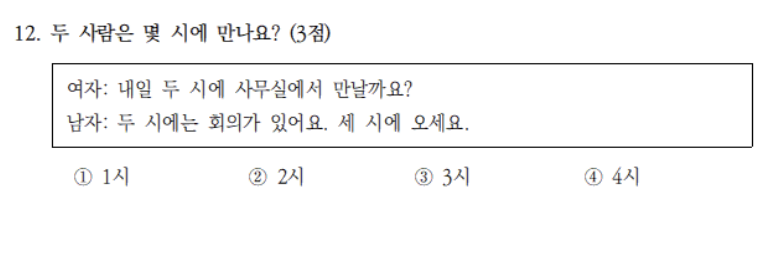 12. 두 사람은 몇 시에 만나요? (3점)
여자: 내일 두 시에 사무실에서 만날까요?
남자: 두 시에는 회의가 있어요. 세 시에 오세요.
① 1시 ② 2시 ③ 3시 ④ 4시